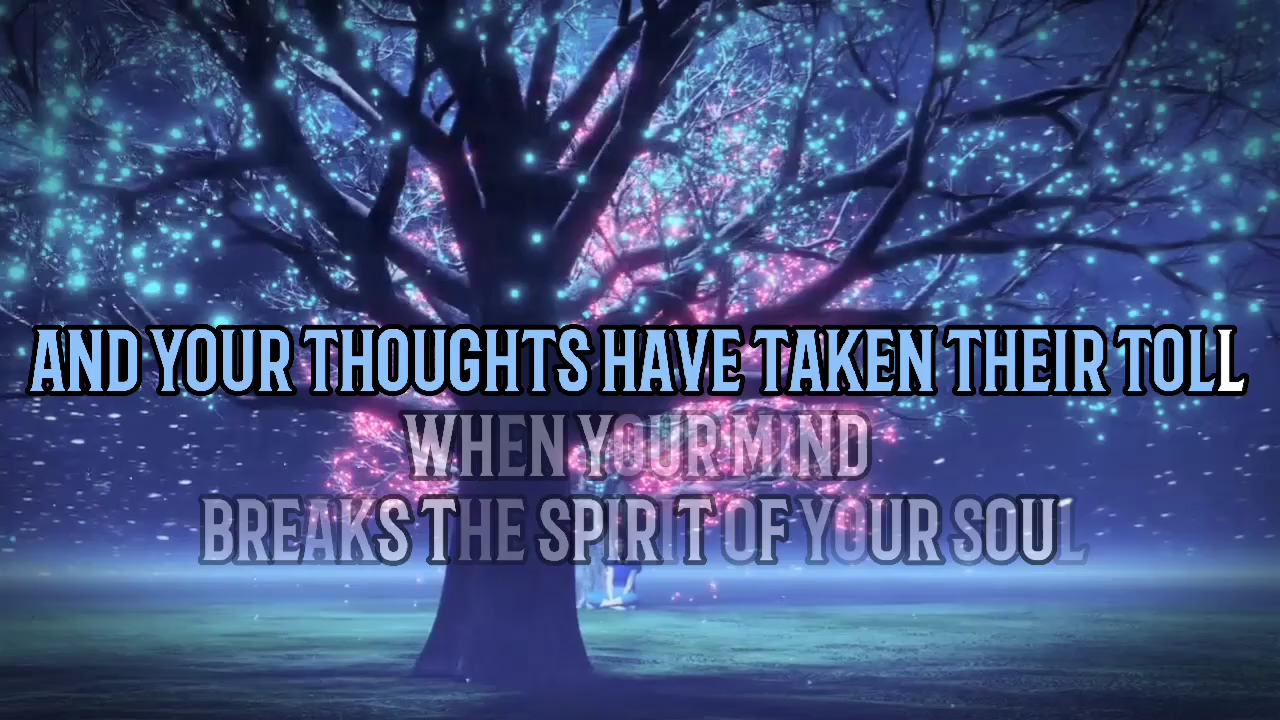 AND YOUR THOUGHTS HAVE TAKEN THEIR TOLL
WHEN YOUR MIND
BREAKS THE SPIRIT OF YOUR SOUL